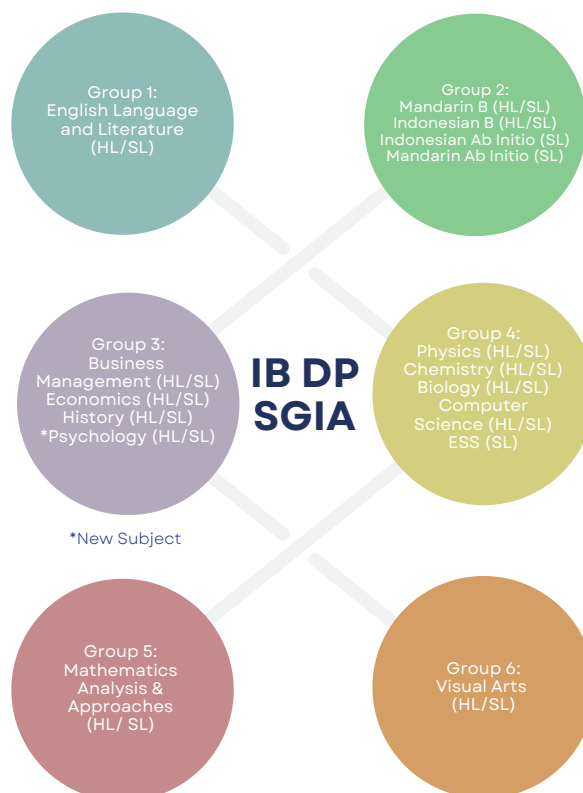 Group 1:
English Language
and Literature
(HL/SL)
Group 2:
Mandarin B (HL/SL)
Indonesian B (HL/SL)
Indonesian Ab Initio (SL)
Mandarin Ab Initio (SL)
Group 3:
Business
Management (HL/SL)
Economics (HL/SL)
History (HL/SL)
*Psychology (HL/SL)
IB DP
SGIA
Group 4:
Physics (HL/SL)
Chemistry (HL/SL)
Biology (HL/SL)
Computer
Science (HL/SL)
ESS (SL)
*New Subject
Group 5:
Mathematics
Analysis &
Approaches
(HL/ SL)
Group 6:
Visual Arts
(HL/SL)